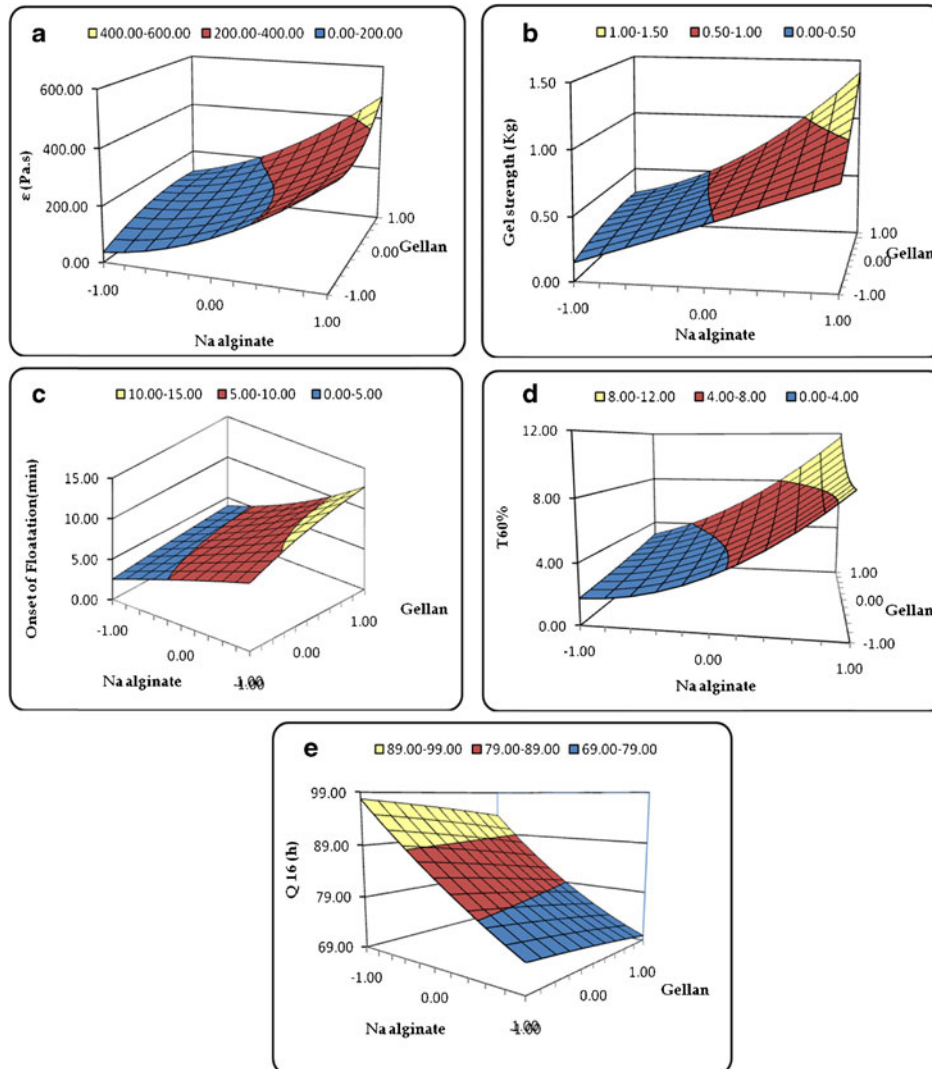 a 400.00-600.00 200.00-400.00 0.00-200.00
600.00
400.00
200.00
0.00
ε (Pa.s)
-1.00
0.00
1.00
Na alginate
1.00
0.00
-1.00
Gellan
b 1.00-1.50 0.50-1.00 0.00-0.50
1.50
1.00
0.50
0.00
Gel strength (Kg)
-1.00
0.00
1.00
Na alginate
1.00
0.00
-1.00
Gellan
c 10.00-15.00 5.00-10.00 0.00-5.00
15.00
10.00
5.00
0.00
Onset of Floatation(min)
-1.00
0.00
Na alginate
1.00
0.00
-1.00
Gellan
d 8.00-12.00 4.00-8.00 0.00-4.00
12.00
8.00
4.00
0.00
T60%
-1.00
0.00
1.00
Na alginate
1.00
0.00
-1.00
Gellan
e 89.00-99.00 79.00-89.00 69.00-79.00
99.00
89.00
79.00
69.00
Q 16 (h)
-1.00
0.00
Na alginate
1.00
0.00
-1.00
Gellan